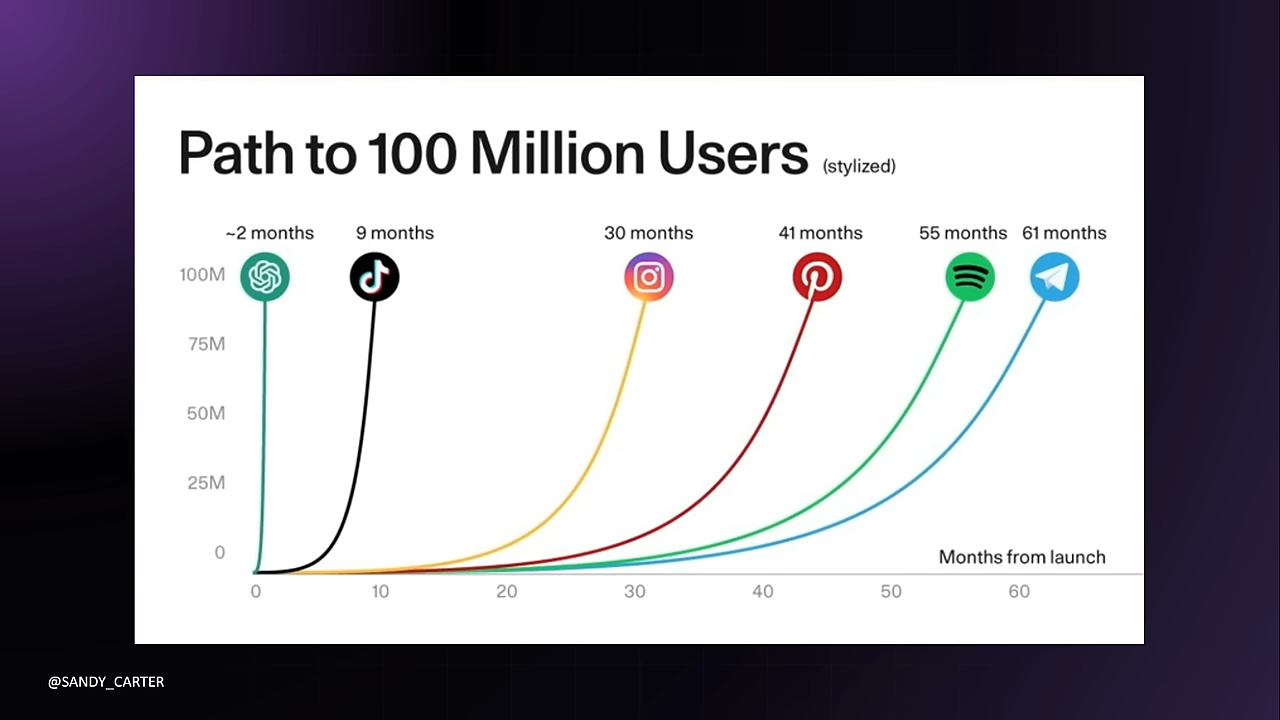 Path to 100 Million Users (stylized)
~2 months 9 months 30 months 41 months 55 months 61 months
100M
75M
50M
25M
0
Months from launch
0 10 20 30 40 50 60
@SANDY_CARTER